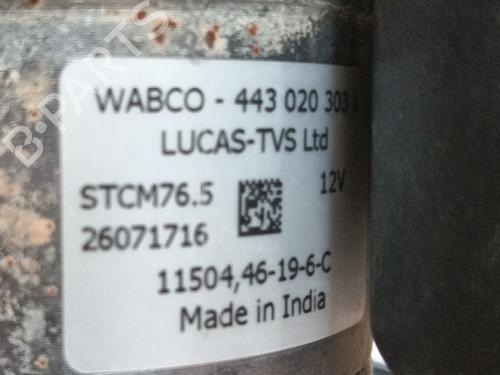 WABCO - 443 020 303 1
LUCAS-TVS Ltd
STCM76.5
12V
26071716
11504,46-19-6-C
Made in India
B-PARTS